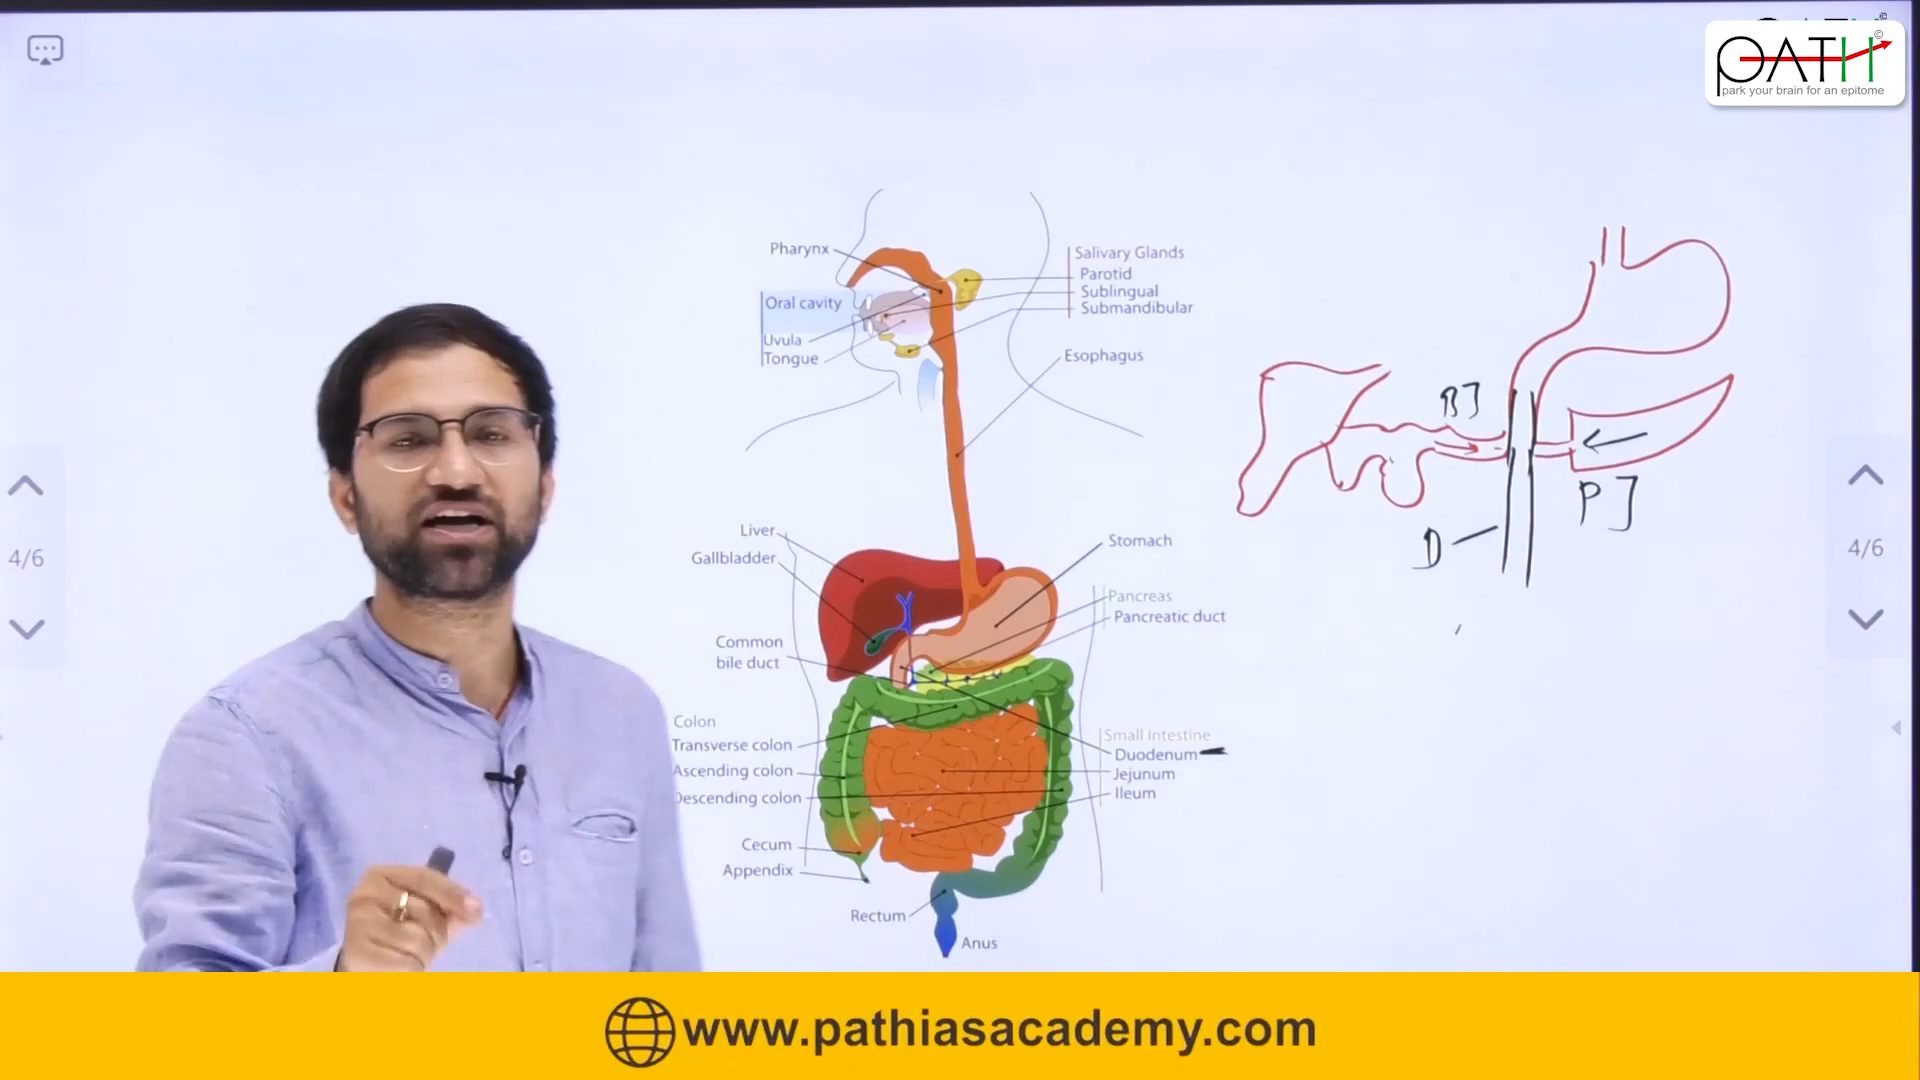 PATH©
park your brain for an epitome
Pharynx
Oral cavity
Uvula
Tongue
Salivary Glands
Parotid
Sublingual
Submandibular
Esophagus
Liver
Gallbladder
Common
bile duct
Stomach
Pancreas
Pancreatic duct
Colon
Transverse colon
Ascending colon
Descending colon
Cecum
Appendix
Small Intestine
Duodenum
Jejunum
Ileum
Rectum
Anus
BJ
PJ
D
4/6
4/6
www.pathiasacademy.com